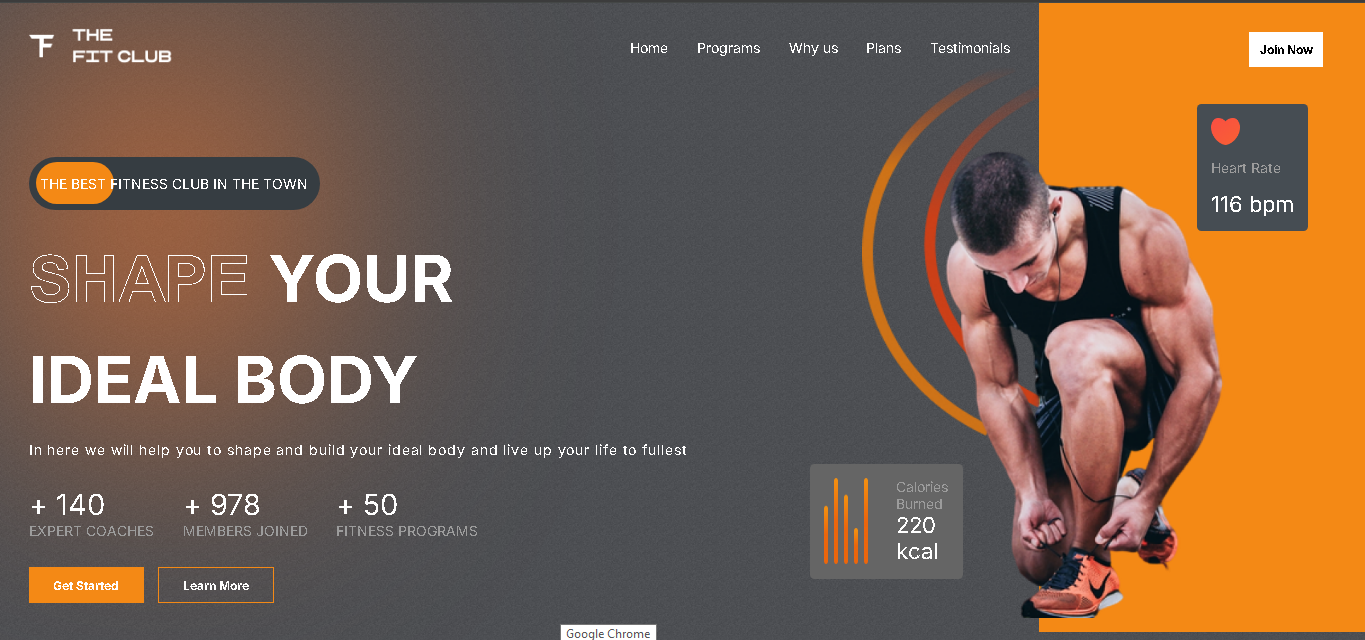 THE
FIT CLUB
Home Programs Why us Plans Testimonials
Join Now
Heart Rate
116 bpm
THE BEST FITNESS CLUB IN THE TOWN
SHAPE YOUR
IDEAL BODY
In here we will help you to shape and build your ideal body and live up your life to fullest
+ 140
EXPERT COACHES
+ 978
MEMBERS JOINED
+ 50
FITNESS PROGRAMS
Calories
Burned
220
kcal
Get Started
Learn More
Google Chrome